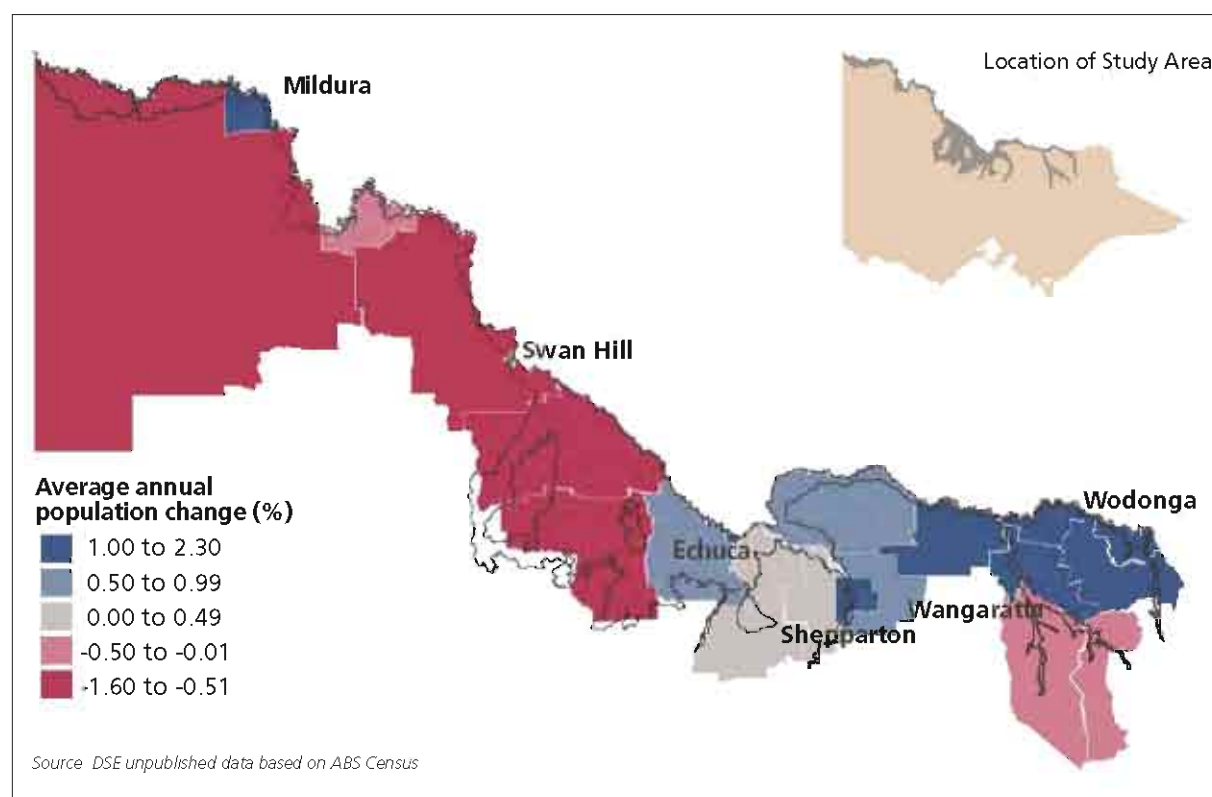 Location of Study Area
Mildura
Swan Hill
Wodonga
Echuca
Wangaratta
Shepparton
Average annual
population change (%)
1.00 to 2.30
0.50 to 0.99
0.00 to 0.49
-0.50 to -0.01
-1.60 to -0.51
Source DSE unpublished data based on ABS Census